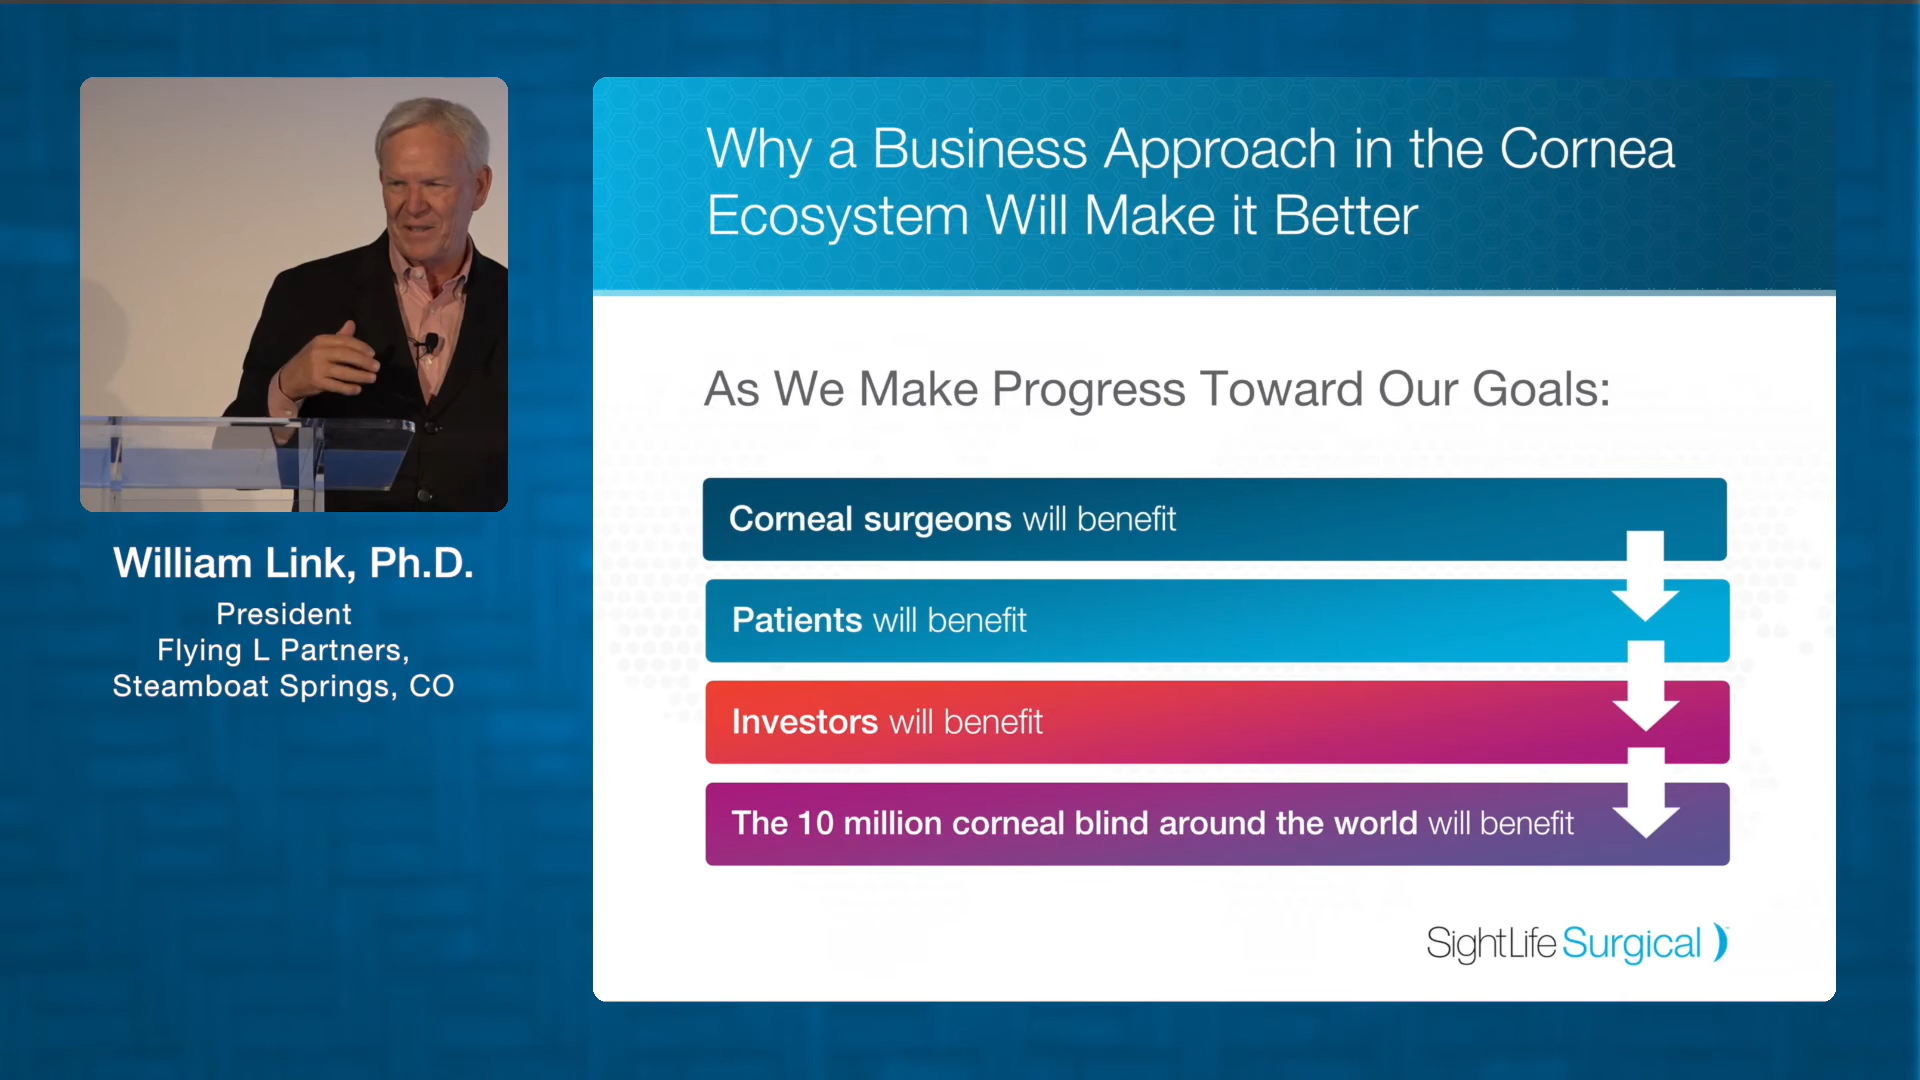 William Link, Ph.D.
President
Flying L Partners,
Steamboat Springs, CO
Why a Business Approach in the Cornea
Ecosystem Will Make it Better
As We Make Progress Toward Our Goals:
Corneal surgeons will benefit
Patients will benefit
Investors will benefit
The 10 million corneal blind around the world will benefit
SightLife Surgical